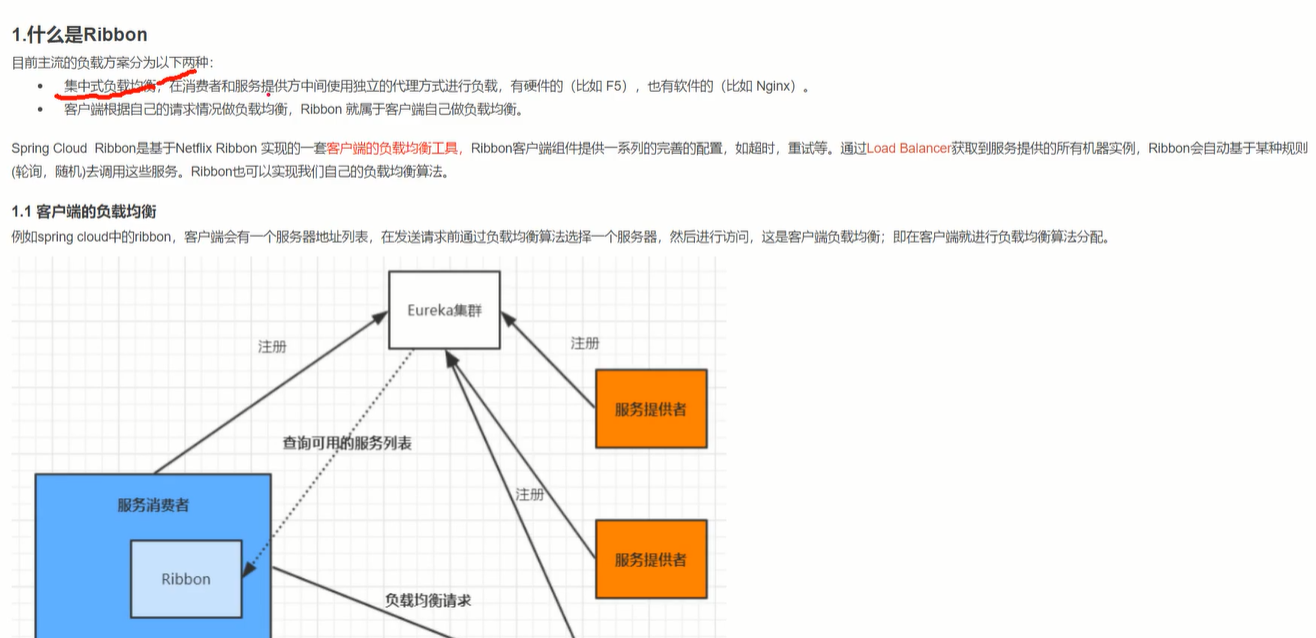 1.什么是Ribbon
目前主流的负载方案分为以下两种：
集中式负载均衡，在消费者和服务提供方中间使用独立的代理方式进行负载，有硬件的（比如 F5），也有软件的（比如 Nginx）。
客户端根据自己的请求情况做负载均衡，Ribbon 就属于客户端自己做负载均衡。
Spring Cloud Ribbon是基于Netflix Ribbon 实现的一套客户端的负载均衡工具，Ribbon客户端组件提供一系列的完善的配置，如超时，重试等。通过Load Balancer获取到服务提供的所有机器实例，Ribbon会自动基于某种规则
(轮询，随机)去调用这些服务。Ribbon也可以实现我们自己的负载均衡算法。
1.1 客户端的负载均衡
例如spring cloud中的ribbon，客户端会有一个服务器地址列表，在发送请求前通过负载均衡算法选择一个服务器，然后进行访问，这是客户端负载均衡；即在客户端就进行负载均衡算法分配。
Eureka集群
注册
注册
服务提供者
查询可用的服务列表
注册
服务消费者
服务提供者
Ribbon
负载均衡请求